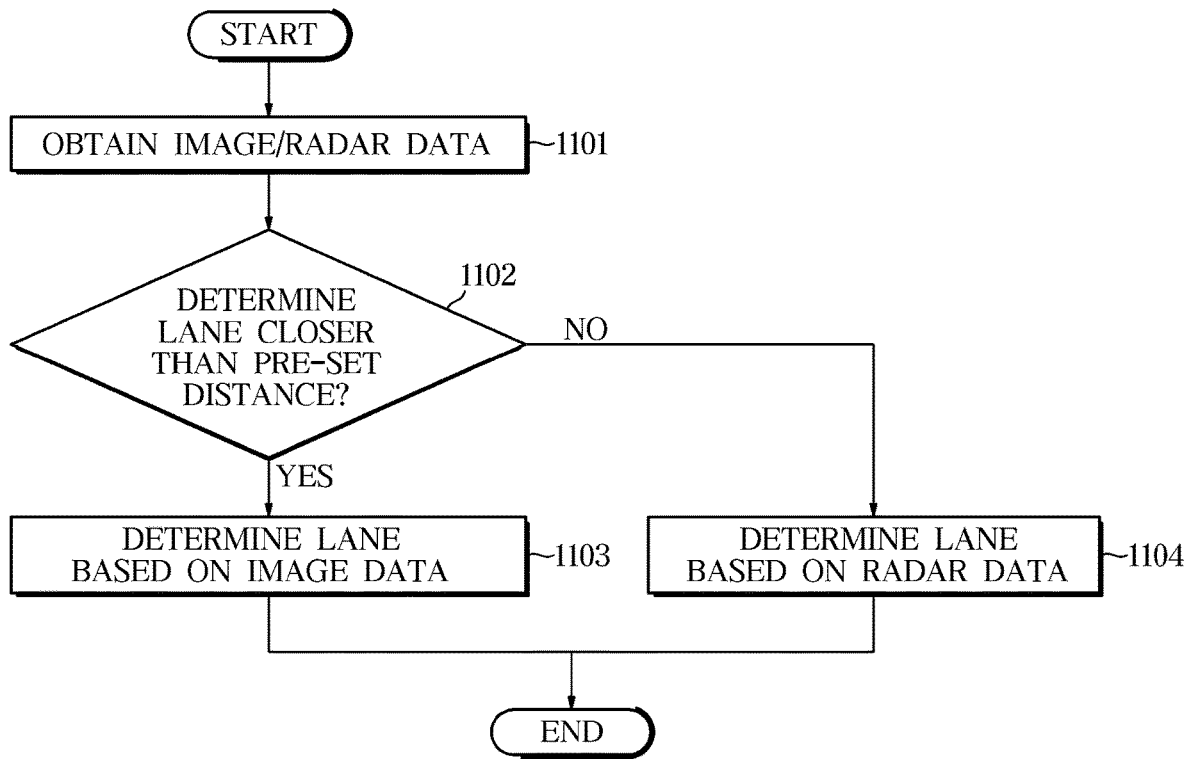 START
OBTAIN IMAGE/RADAR DATA
1101
1102
DETERMINE
LANE CLOSER
THAN PRE-SET
DISTANCE?
NO
YES
DETERMINE LANE
BASED ON IMAGE DATA
1103
DETERMINE LANE
BASED ON RADAR DATA
1104
END